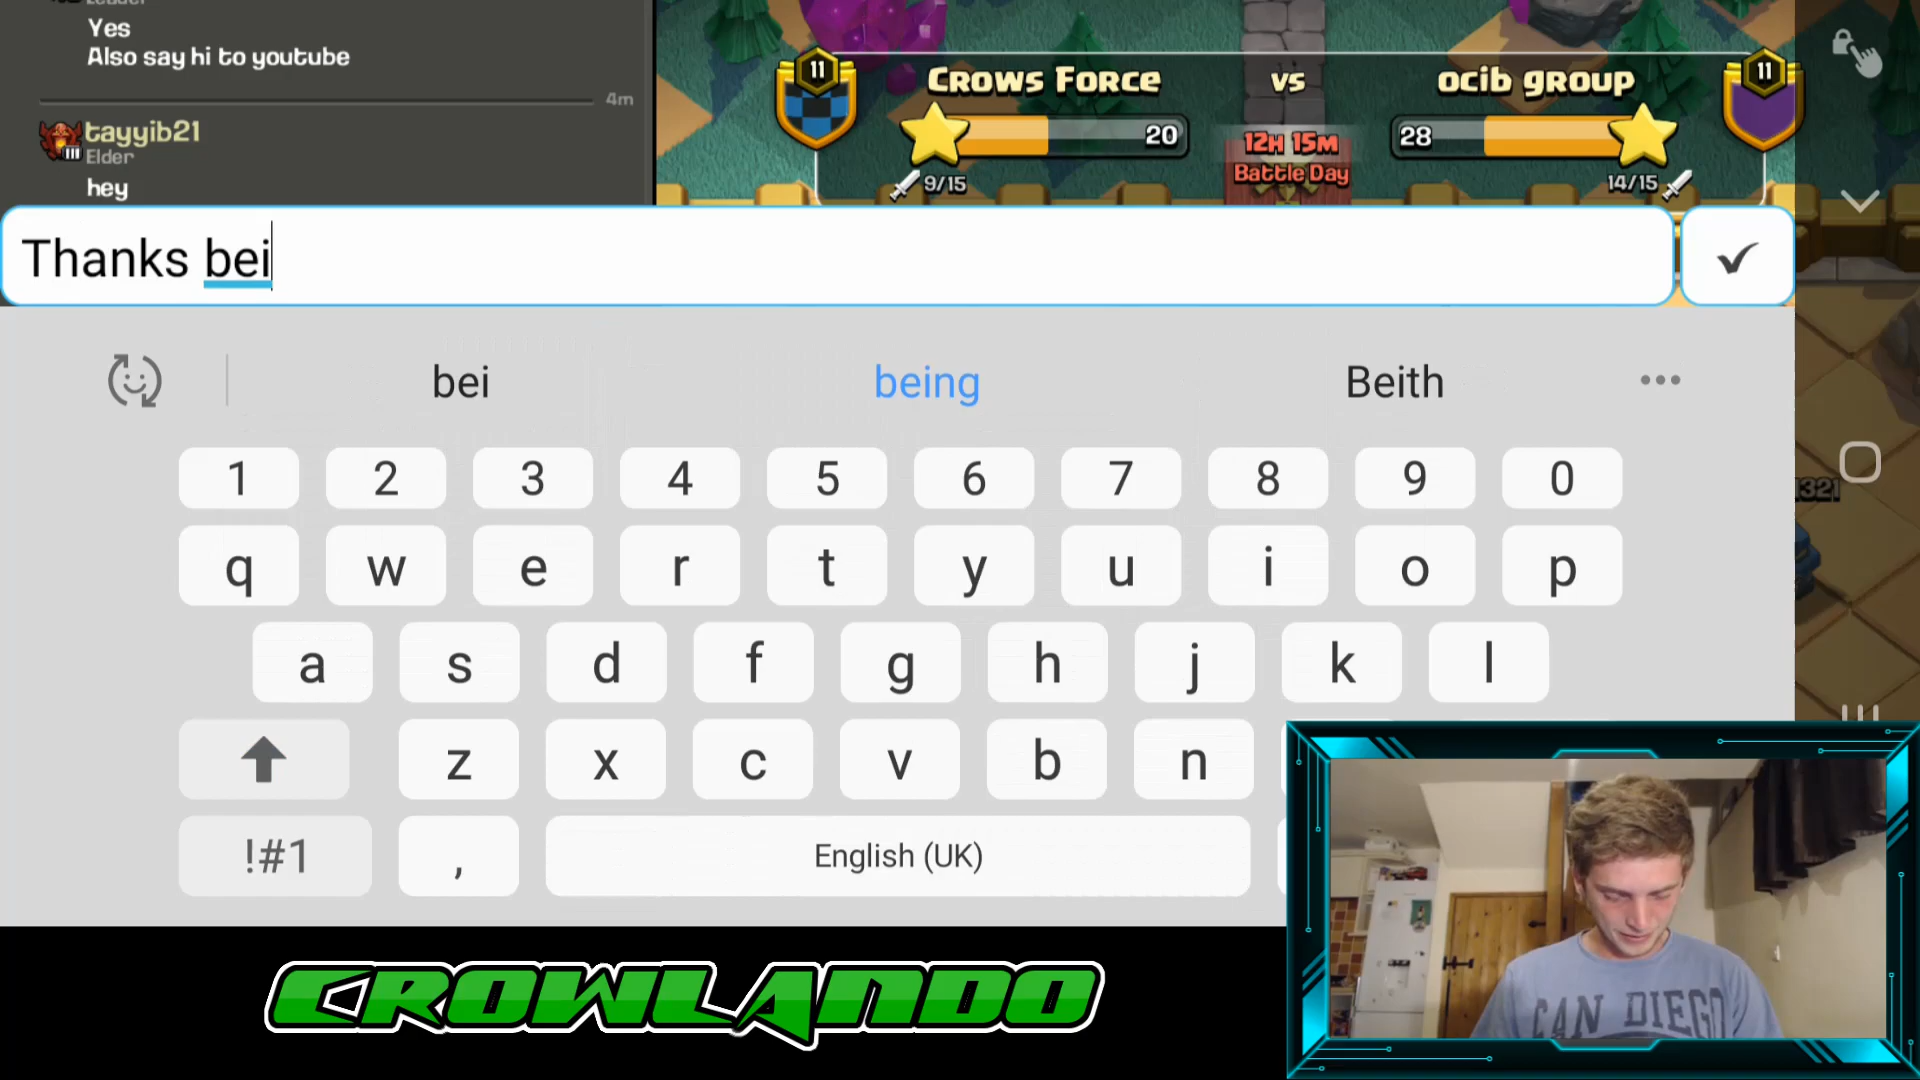 Leader
Yes
Also say hi to youtube
4m
tayyib21
Elder
hey
11
Crows Force
vs
ocib group
11
20
12H 15M
28
Battle Day
9/15
14/15
Thanks bei
bei
being
Beith
1 2 3 4 5 6 7 8 9 0
q w e r t y u i o p
a s d f g h j k l
z x c v b n
!#1 , English (UK)
321
CROWLANDO
SAN DIEGO